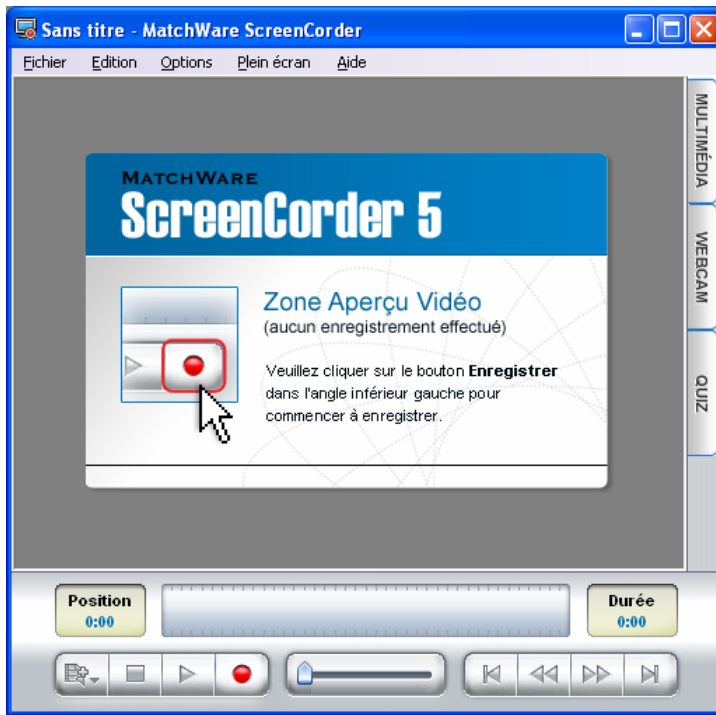 Sans titre - MatchWare ScreenCorder
Fichier Edition Options Plein écran Aide
MULTIMÉDIA
WEBCAM
QUIZ
MATCHWARE
ScreenCorder 5
Zone Aperçu Vidéo
(aucun enregistrement effectué)
Veuillez cliquer sur le bouton Enregistrer
dans l'angle inférieur gauche pour
commencer à enregistrer.
Position
0:00
Durée
0:00